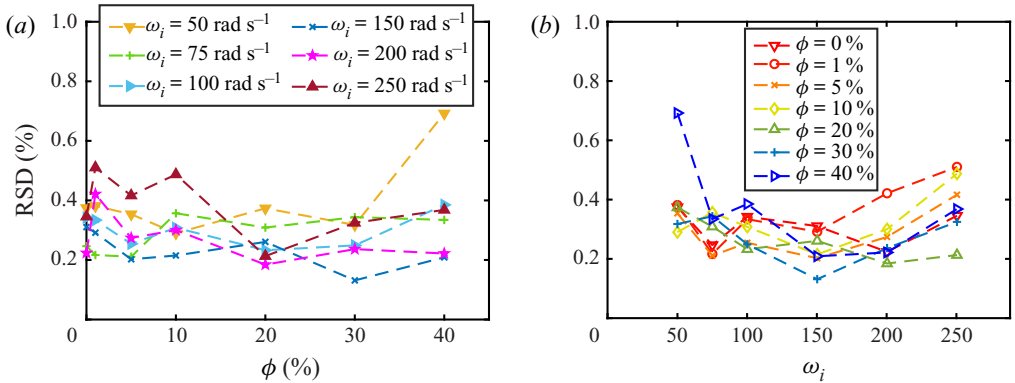 (a)
ω_i = 50 rad s⁻¹
ω_i = 75 rad s⁻¹
ω_i = 100 rad s⁻¹
ω_i = 150 rad s⁻¹
ω_i = 200 rad s⁻¹
ω_i = 250 rad s⁻¹
1.0
0.8
0.6
0.4
0.2
0
RSD (%)
0
10
20
30
40
ϕ (%)
(b)
ϕ = 0 %
ϕ = 1 %
ϕ = 5 %
ϕ = 10 %
ϕ = 20 %
ϕ = 30 %
ϕ = 40 %
1.0
0.8
0.6
0.4
0.2
0
50
100
150
200
250
ω_i